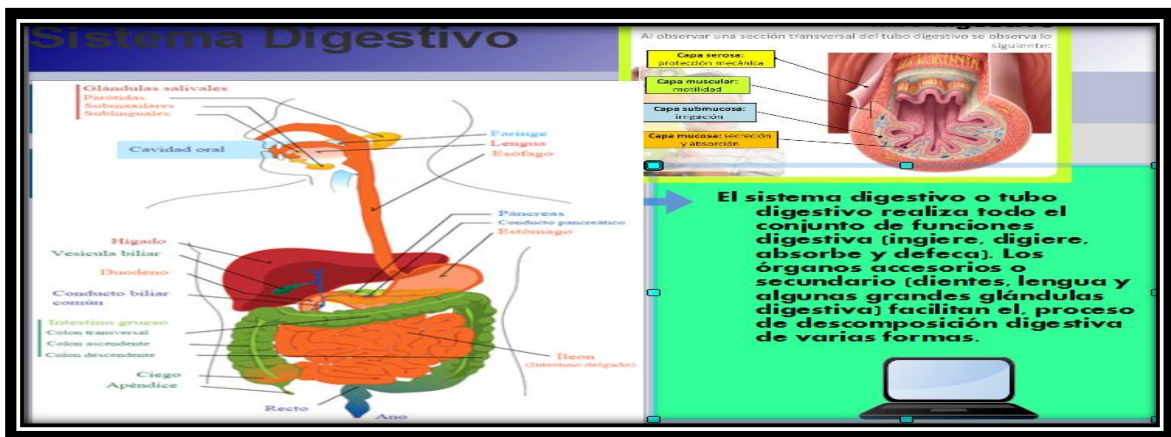 Sistema Digestivo
Glándulas salivales
Parótidas
Submaxilares
Sublinguales
Cavidad oral
Faringe
Lengua
Esófago
Páncreas
Conducto pancreático
Estómago
Hígado
Vesícula biliar
Duodeno
Conducto biliar
común
Intestino grueso
Colon transversal
Colon ascendente
Colon descendente
Ciego
Apéndice
Recto
Ano
Íleon
(Intestino delgado)
Al observar una sección transversal del tubo digestivo se observa lo
siguiente:
Capa serosa:
protección mecánica
Capa muscular:
motilidad
Capa submucosa:
irrigación
Capa mucosa: secreción
y absorción
El sistema digestivo o tubo
digestivo realiza todo el
conjunto de funciones
digestiva (ingiere, digiere,
absorbe y defeca). Los
órganos accesorios o
secundario (dientes, lengua y
algunas grandes glándulas
digestiva) facilitan el, proceso
de descomposición digestiva
de varias formas.